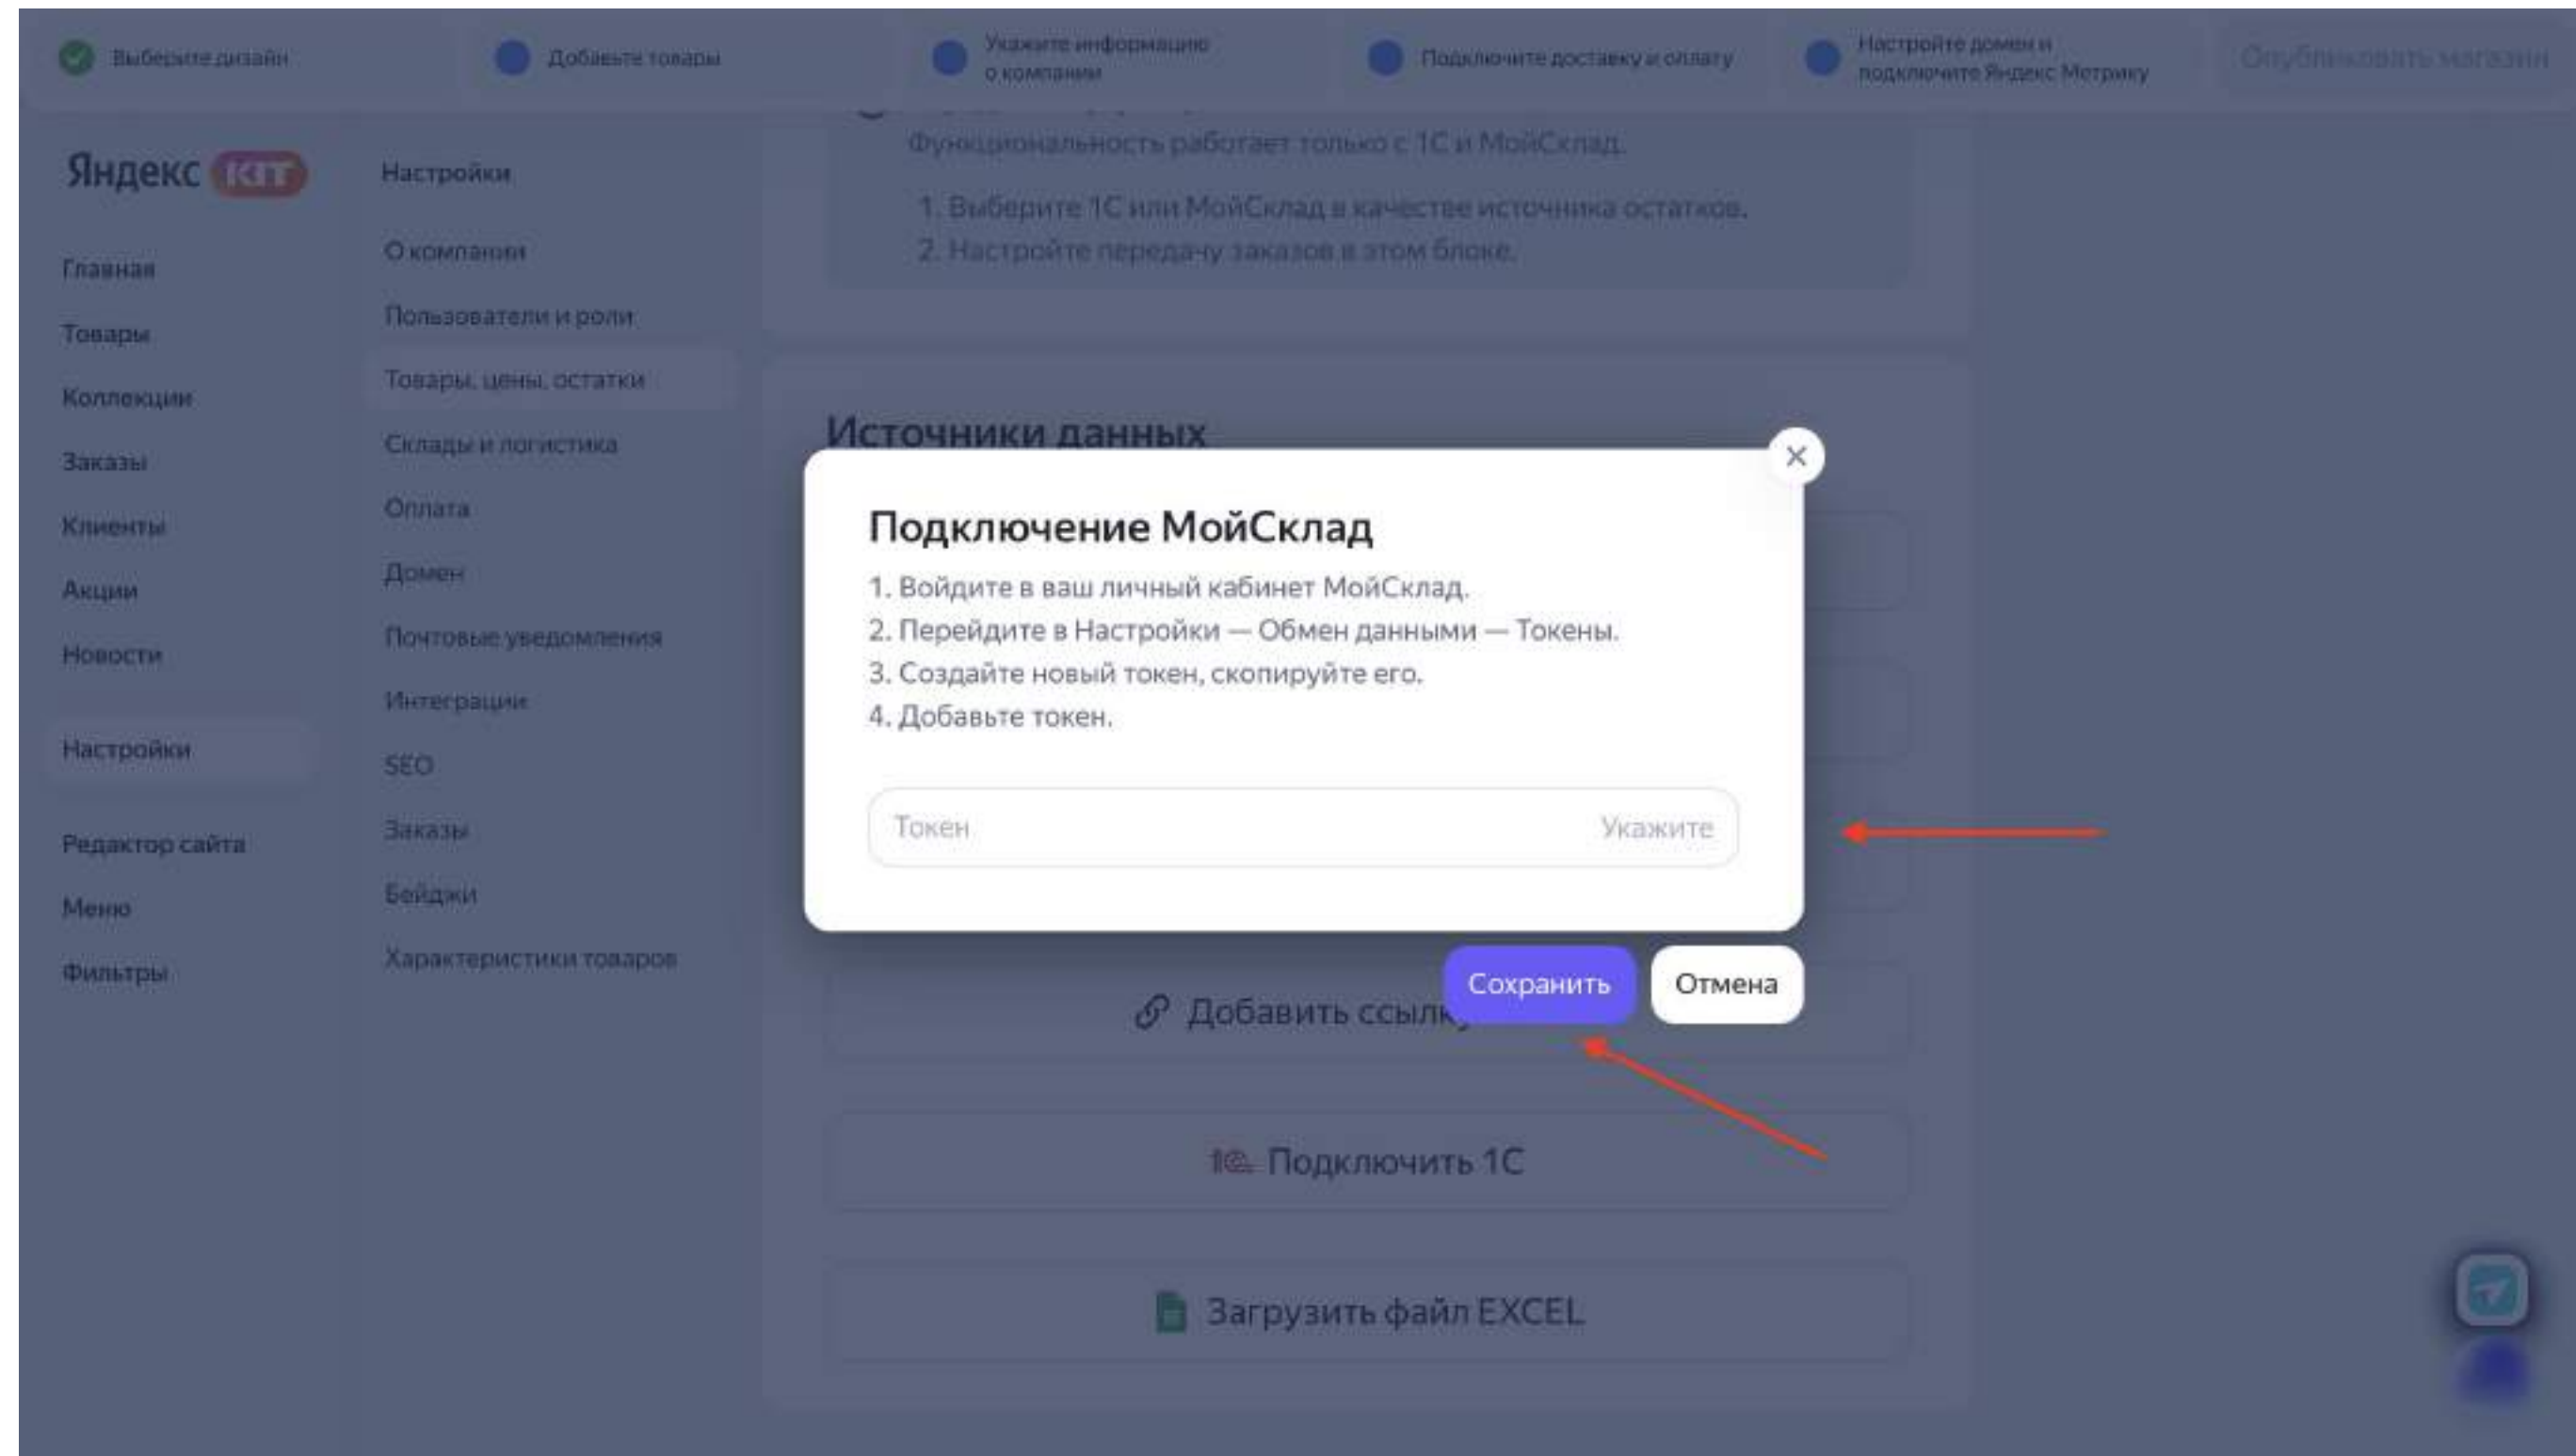 Выберите дизайн
Добавьте товары
Укажите информацию
о компании
Подключите доставку и оплату
Настройте домен и
подключите Яндекс Метрику
Опубликовать магазин
Яндекс KIT
Главная
Товары
Коллекции
Заказы
Клиенты
Акции
Новости
Настройки
Редактор сайта
Меню
Фильтры
Настройки
О компании
Пользователи и роли
Товары, цены, остатки
Склады и логистика
Оплата
Домен
Почтовые уведомления
Интеграции
SEO
Заказы
Бейджи
Характеристики товаров
Функциональность работает только с 1С и МойСклад.
1. Выберите 1С или МойСклад в качестве источника остатков.
2. Настройте передачу заказов в этом блоке.
Источники данных
Подключение МойСклад
1. Войдите в ваш личный кабинет МойСклад.
2. Перейдите в Настройки — Обмен данными — Токены.
3. Создайте новый токен, скопируйте его.
4. Добавьте токен.
Токен Укажите
Сохранить Отмена
Добавить ссылку
Подключить 1С
Загрузить файл EXCEL